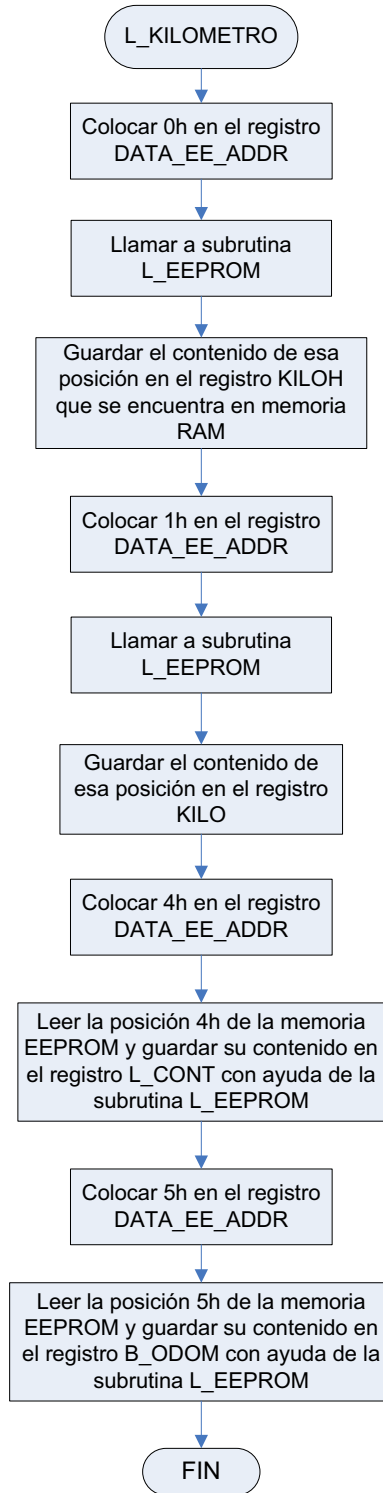 L_KILOMETRO
Colocar 0h en el registro
DATA_EE_ADDR
Llamar a subrutina
L_EEPROM
Guardar el contenido de esa
posición en el registro KILOH
que se encuentra en memoria
RAM
Colocar 1h en el registro
DATA_EE_ADDR
Llamar a subrutina
L_EEPROM
Guardar el contenido de
esa posición en el registro
KILO
Colocar 4h en el registro
DATA_EE_ADDR
Leer la posición 4h de la memoria
EEPROM y guardar su contenido en
el registro L_CONT con ayuda de la
subrutina L_EEPROM
Colocar 5h en el registro
DATA_EE_ADDR
Leer la posición 5h de la memoria
EEPROM y guardar su contenido en
el registro B_ODOM con ayuda de la
subrutina L_EEPROM
FIN